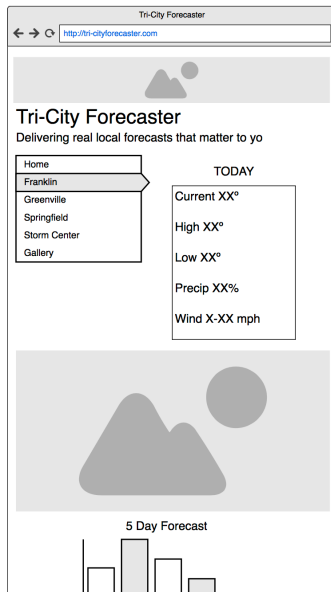 Tri-City Forecaster
http://tri-cityforecaster.com
Tri-City Forecaster
Delivering real local forecasts that matter to yo
Home
Franklin
Greenville
Springfield
Storm Center
Gallery
TODAY
Current XXº
High XXº
Low XXº
Precip XX%
Wind X-XX mph
5 Day Forecast